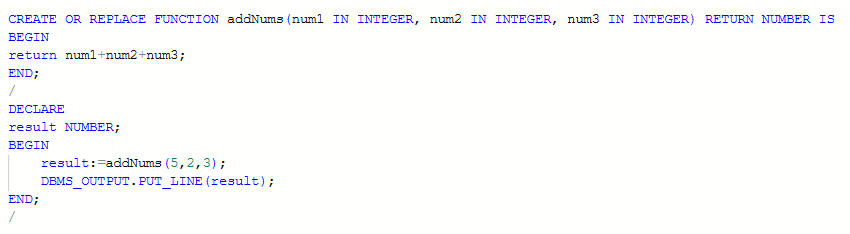 CREATE OR REPLACE FUNCTION addNums(num1 IN INTEGER, num2 IN INTEGER, num3 IN INTEGER) RETURN NUMBER IS
BEGIN
return num1+num2+num3;
END;
/
DECLARE
result NUMBER;
BEGIN
    result:=addNums(5,2,3);
    DBMS_OUTPUT.PUT_LINE(result);
END;
/